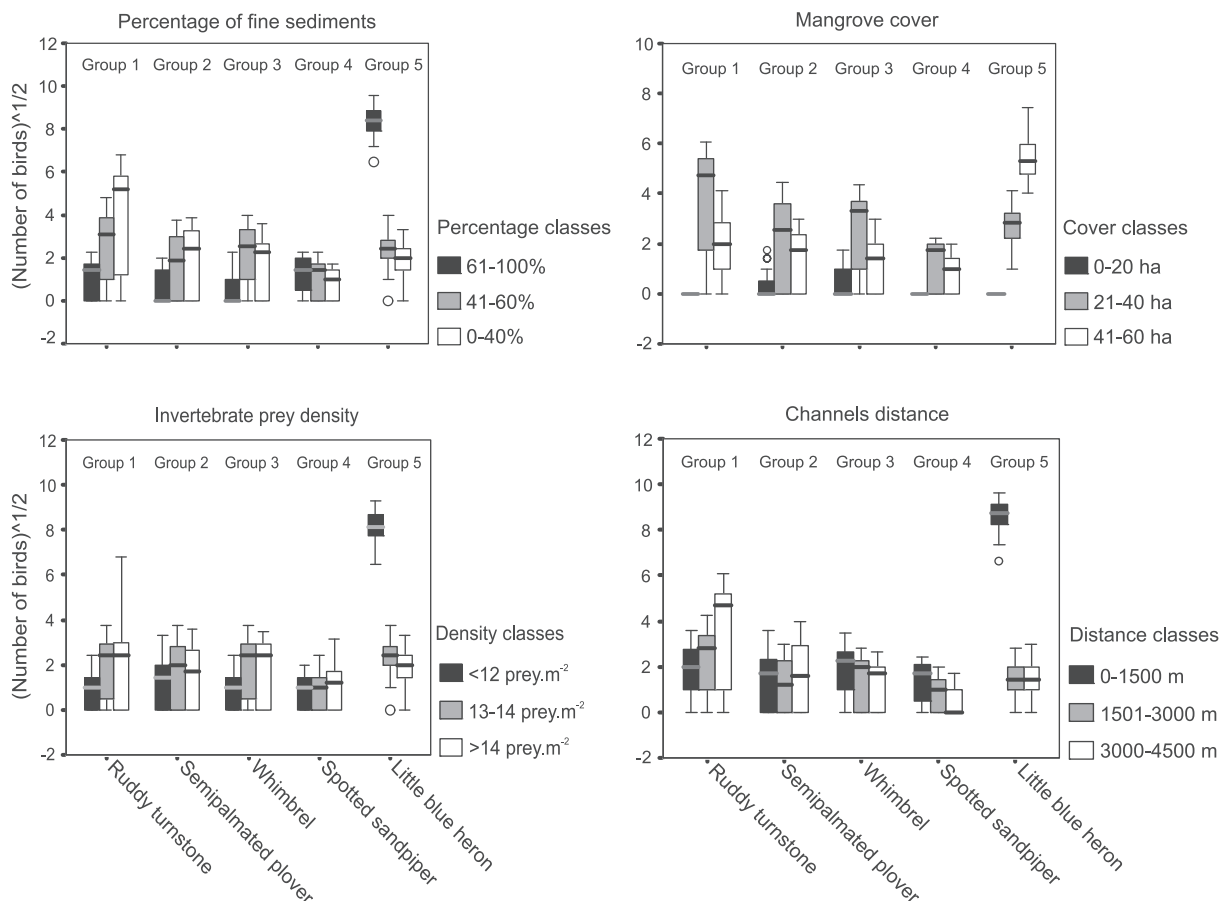 Percentage of fine sediments
12
10
8
6
4
2
0
-2
(Number of birds)^1/2
Group 1 Group 2 Group 3 Group 4 Group 5
Percentage classes
61-100%
41-60%
0-40%
Mangrove cover
10
8
6
4
2
0
-2
Group 1 Group 2 Group 3 Group 4 Group 5
Cover classes
0-20 ha
21-40 ha
41-60 ha
Invertebrate prey density
12
10
8
6
4
2
0
-2
(Number of birds)^1/2
Group 1 Group 2 Group 3 Group 4 Group 5
Density classes
<12 prey.m⁻²
13-14 prey.m⁻²
>14 prey.m⁻²
Ruddy turnstone
Semipalmated plover
Whimbrel
Spotted sandpiper
Little blue heron
Channels distance
12
10
8
6
4
2
0
-2
Group 1 Group 2 Group 3 Group 4 Group 5
Distance classes
0-1500 m
1501-3000 m
3000-4500 m
Ruddy turnstone
Semipalmated plover
Whimbrel
Spotted sandpiper
Little blue heron